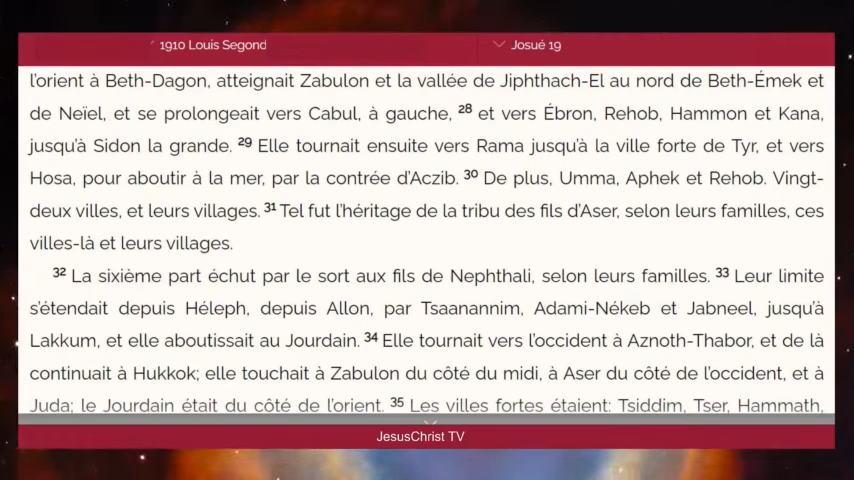 1910 Louis Segond
Josué 19
l'orient à Beth-Dagon, atteignait Zabulon et la vallée de Jiphthach-El au nord de Beth-Émek et
de Neïel, et se prolongeait vers Cabul, à gauche, 28 et vers Ébron, Rehob, Hammon et Kana,
jusqu'à Sidon la grande. 29 Elle tournait ensuite vers Rama jusqu'à la ville forte de Tyr, et vers
Hosa, pour aboutir à la mer, par la contrée d'Aczib. 30 De plus, Umma, Aphek et Rehob. Vingt-
deux villes, et leurs villages. 31 Tel fut l'héritage de la tribu des fils d'Aser, selon leurs familles, ces
villes-là et leurs villages.
32 La sixième part échut par le sort aux fils de Nephthali, selon leurs familles. 33 Leur limite
s'étendait depuis Héleph, depuis Allon, par Tsaanannim, Adami-Nékeb et Jabneel, jusqu'à
Lakkum, et elle aboutissait au Jourdain. 34 Elle tournait vers l'occident à Aznoth-Thabor, et de là
continuait à Hukkok; elle touchait à Zabulon du côté du midi, à Aser du côté de l'occident, et à
Juda; le Jourdain était du côté de l'orient. 35 Les villes fortes étaient: Tsiddim, Tser, Hammath,
JesusChrist TV